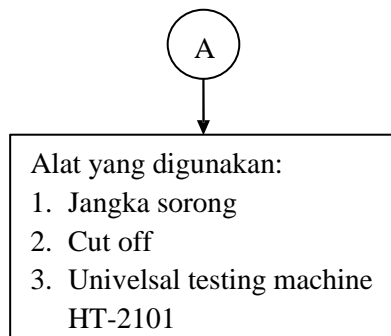 A
Alat yang digunakan:
1. Jangka sorong
2. Cut off
3. Univelsal testing machine
HT-2101